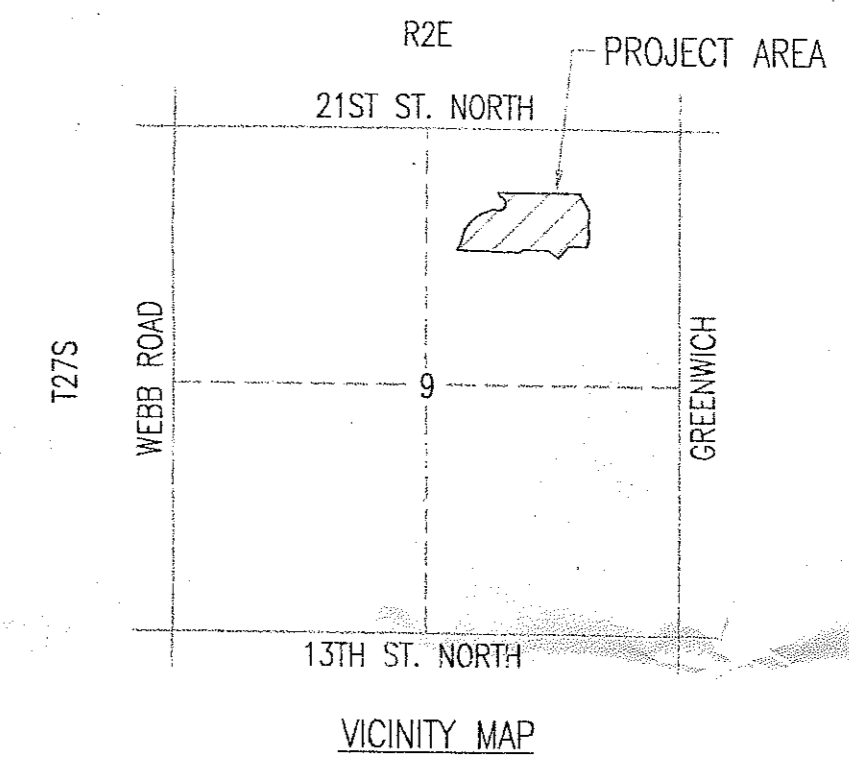 R2E
PROJECT AREA
21ST ST. NORTH
T27S
WEBB ROAD
9
GREENWICH
13TH ST. NORTH
VICINITY MAP